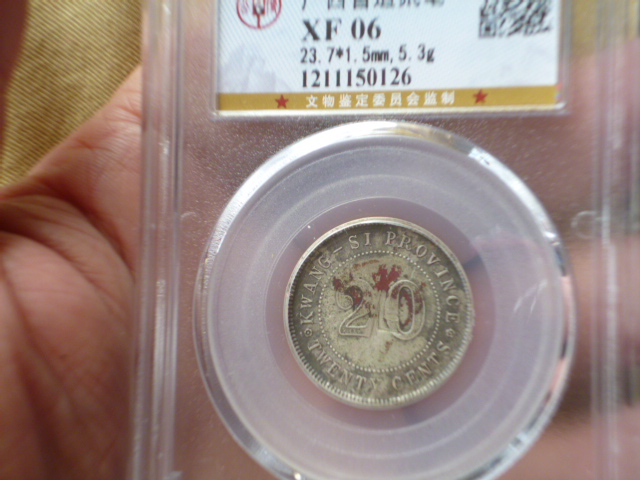 XF 06
23.7*1.5mm, 5.3g
1211150126
★ 文物鉴定委员会监制 ★
KWANG-SI PROVINCE
20
TWENTY CENTS